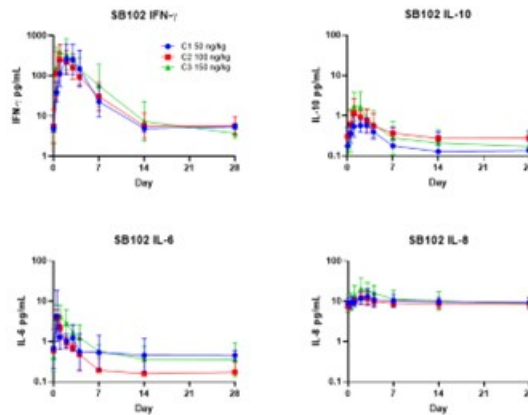 SB102 IFN-γ
IFN-γ pg/mL
1000
100
10
1
0 7 14 21 28
Day
C1 50 ng/kg
C2 100 ng/kg
C3 150 ng/kg
SB102 IL-10
IL-10 pg/mL
100
10
1
0.1
0 7 14 21
Day
SB102 IL-6
IL-6 pg/mL
100
10
1
0.1
0 7 14 21 28
Day
SB102 IL-8
IL-8 pg/mL
100
10
1
0.1
0 7 14 21
Day